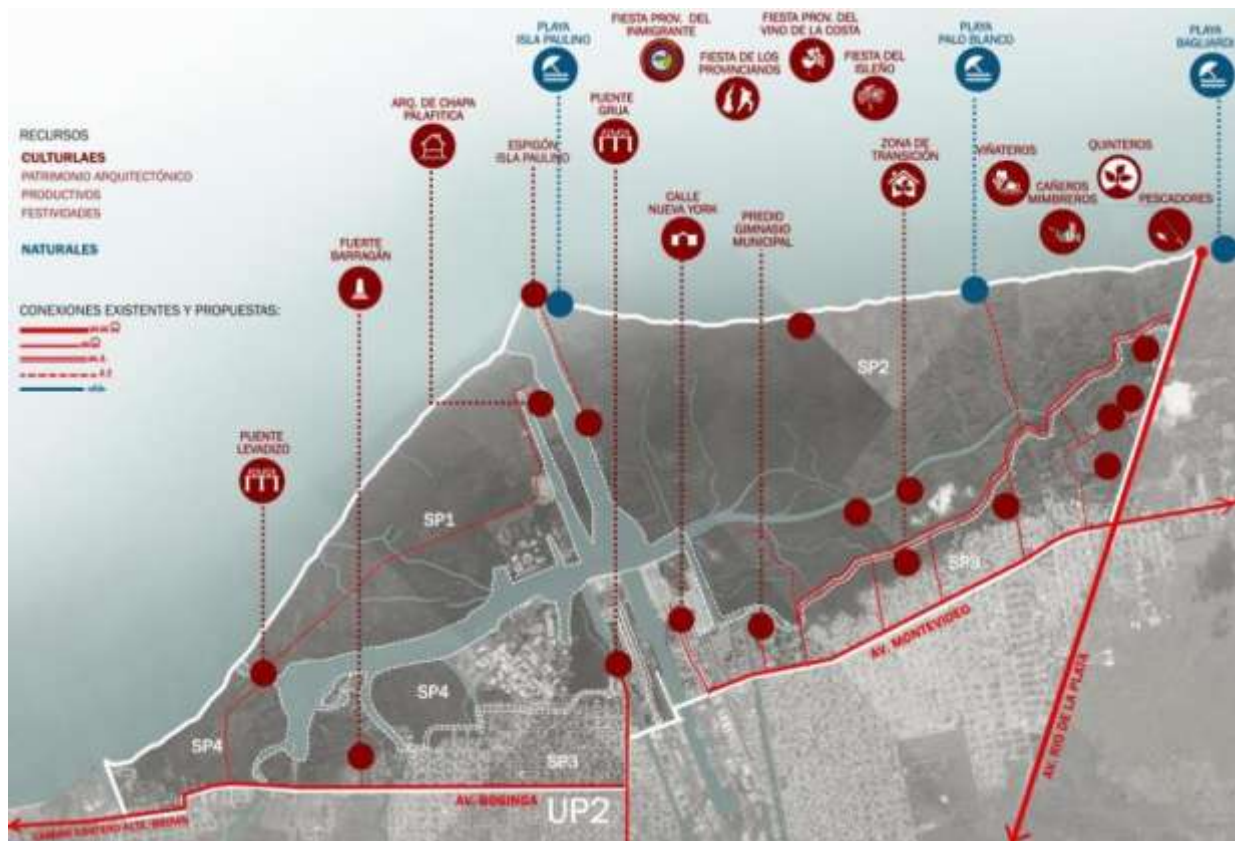 PLAYA
ISLA PAULINO
FIESTA PROV. DEL
INMIGRANTE
FIESTA DE LOS
PROVINCIANOS
FIESTA PROV. DEL
VINO DE LA COSTA
FIESTA DEL
ISLEÑO
PLAYA
PALO BLANCO
PLAYA
BAGLIARDI
ARQ. DE CHAPA
PALAFITICA
PUENTE
GRUA
ESPIGÓN
ISLA PAULINO
ZONA DE
TRANSICIÓN
VIÑATEROS
QUINTEROS
CAÑEROS
MIMBREROS
PESCADORES
RECURSOS
CULTURLAES
PATRIMONIO ARQUITECTÓNICO
PRODUCTIVOS
FESTIVIDADES
NATURALES
CALLE
NUEVA YORK
PREDIO
GIMNASIO
MUNICIPAL
FUERTE
BARRAGÁN
CONEXIONES EXISTENTES Y PROPUESTAS:
PUENTE
LEVADIZO
SP2
SP1
SP3
AV. MONTEVIDEO
SP4
SP4
SP3
AV. RIO DE LA PLATA
AV. BOSINGA
UP2